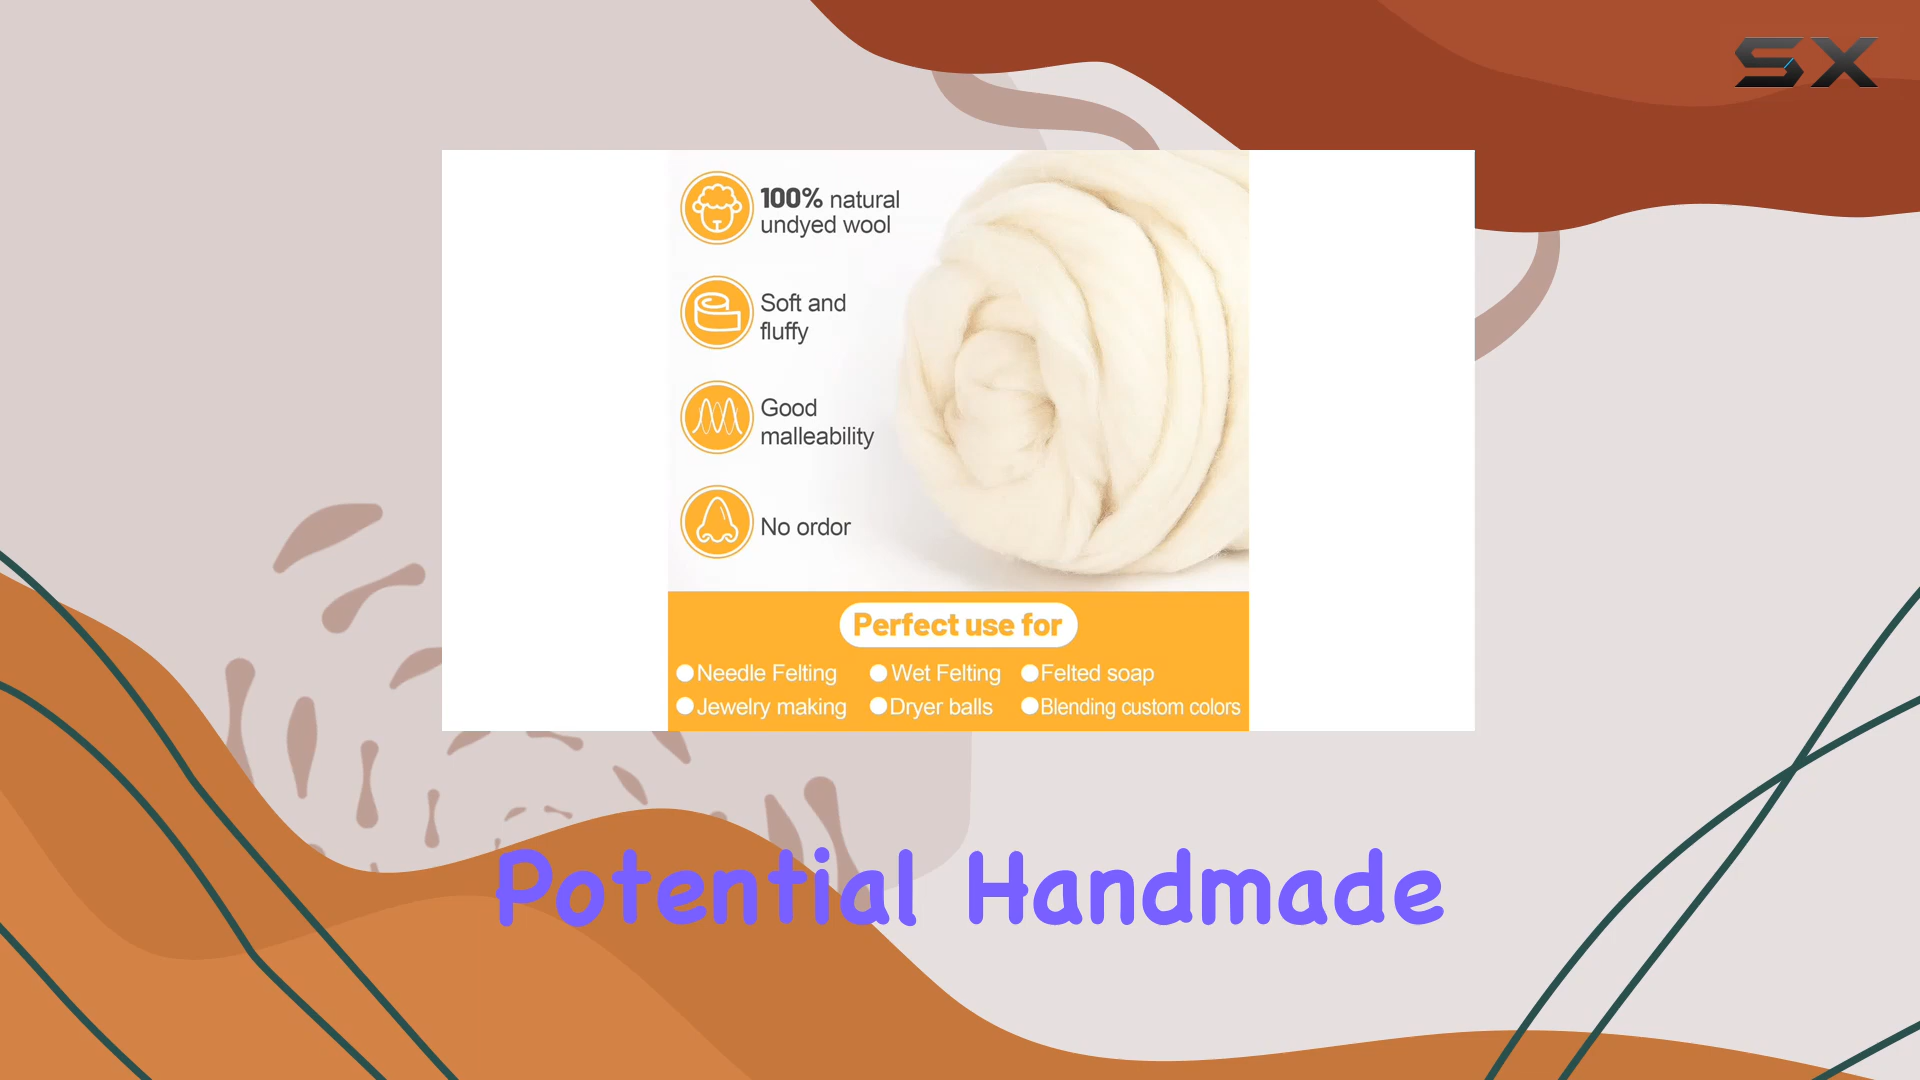 SX
100% natural
undyed wool
Soft and
fluffy
Good
malleability
No ordor
Perfect use for
Needle Felting Wet Felting Felted soap
Jewelry making Dryer balls Blending custom colors
Potential Handmade